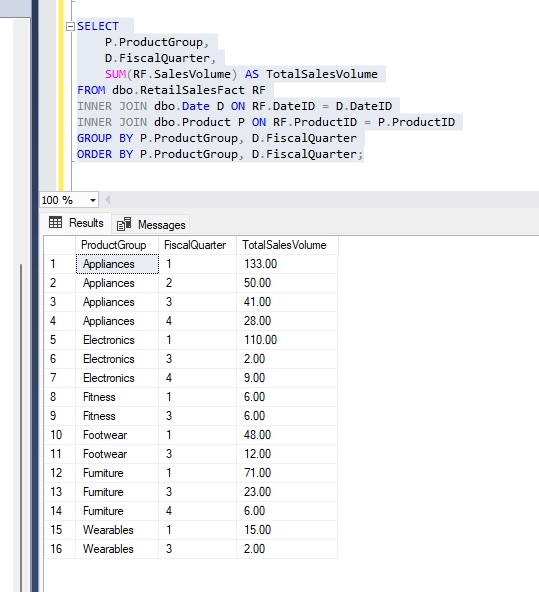 SELECT
P.ProductGroup,
D.FiscalQuarter,
SUM(RF.SalesVolume) AS TotalSalesVolume
FROM dbo.RetailSalesFact RF
INNER JOIN dbo.Date D ON RF.DateID = D.DateID
INNER JOIN dbo.Product P ON RF.ProductID = P.ProductID
GROUP BY P.ProductGroup, D.FiscalQuarter
ORDER BY P.ProductGroup, D.FiscalQuarter;
100 %
Results Messages
ProductGroup FiscalQuarter TotalSalesVolume
1 Appliances 1 133.00
2 Appliances 2 50.00
3 Appliances 3 41.00
4 Appliances 4 28.00
5 Electronics 1 110.00
6 Electronics 3 2.00
7 Electronics 4 9.00
8 Fitness 1 6.00
9 Fitness 3 6.00
10 Footwear 1 48.00
11 Footwear 3 12.00
12 Furniture 1 71.00
13 Furniture 3 23.00
14 Furniture 4 6.00
15 Wearables 1 15.00
16 Wearables 3 2.00